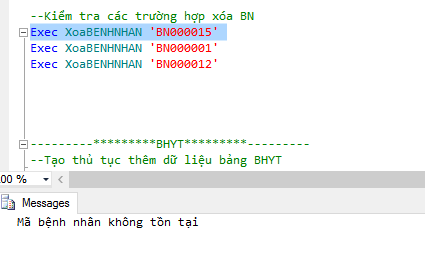 --Kiểm tra các trường hợp xóa BN
Exec XoaBENHNHAN 'BN000015'
Exec XoaBENHNHAN 'BN000001'
Exec XoaBENHNHAN 'BN000012'
---------*********BHYT*********---------
--Tạo thủ tục thêm dữ liệu bảng BHYT
00 %
Messages
Mã bệnh nhân không tồn tại